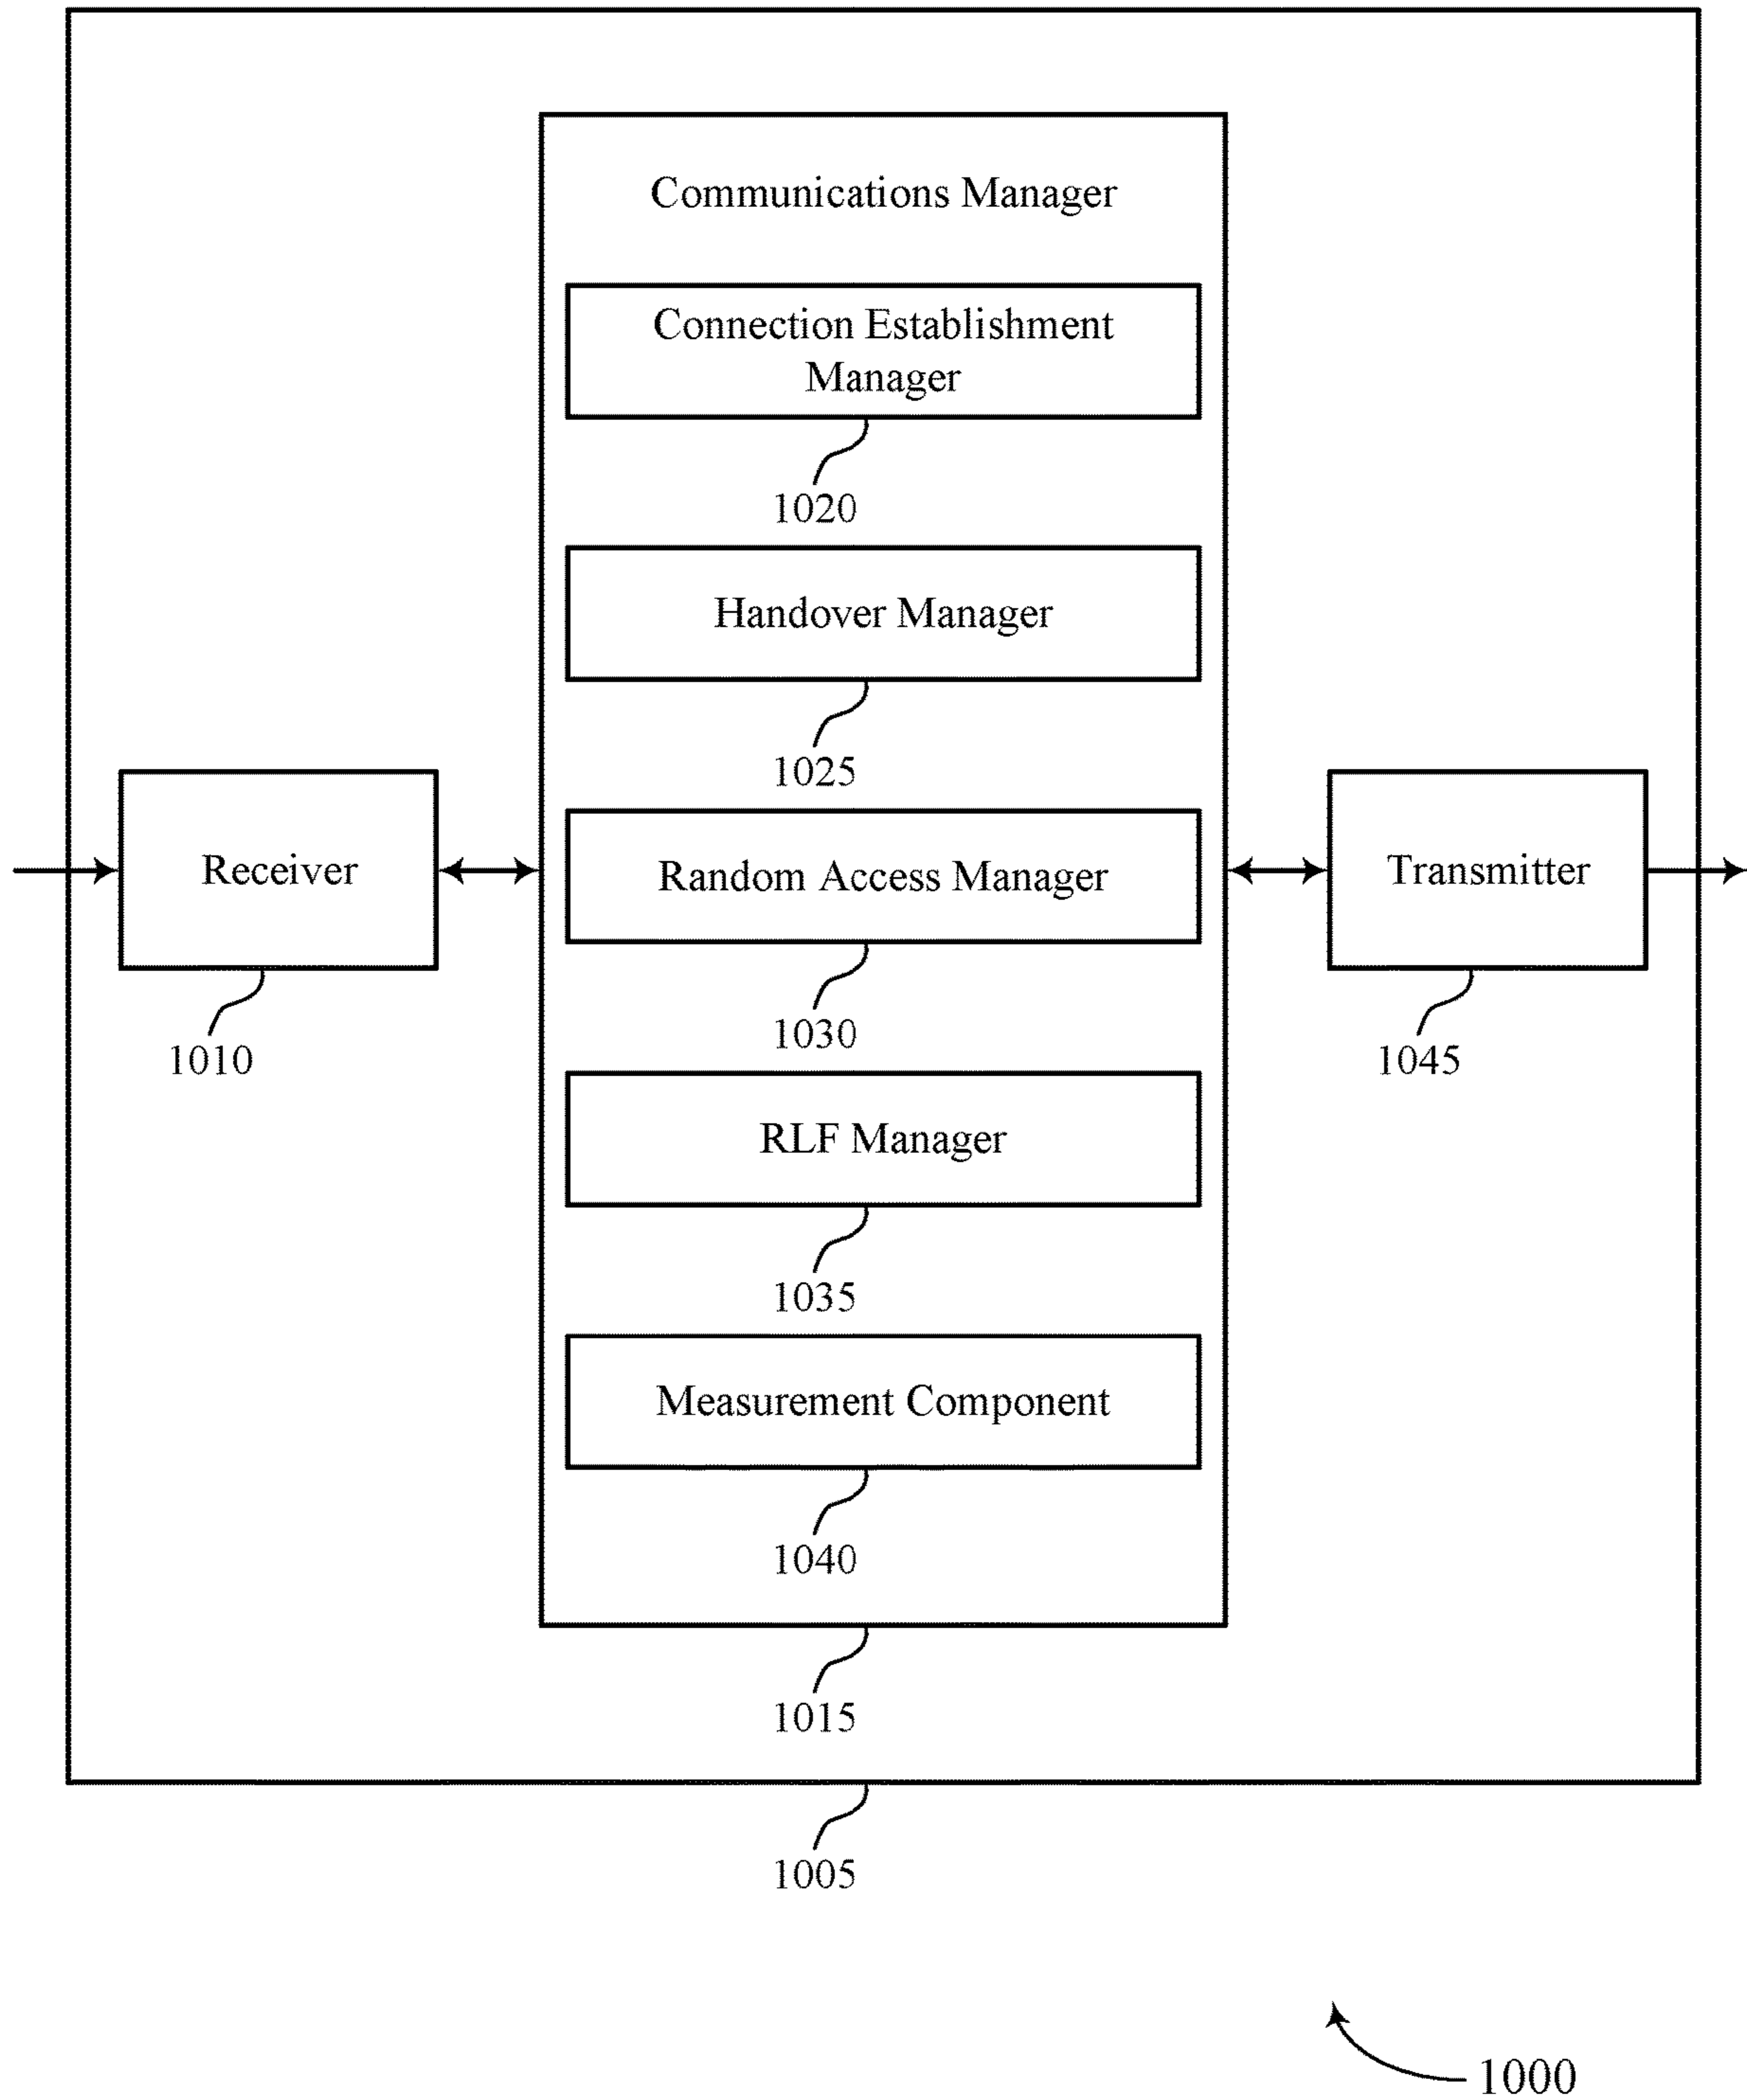 Communications Manager
Connection Establishment
Manager
1020
Handover Manager
1025
Receiver
1010
Random Access Manager
1030
Transmitter
1045
RLF Manager
1035
Measurement Component
1040
1015
1005
1000